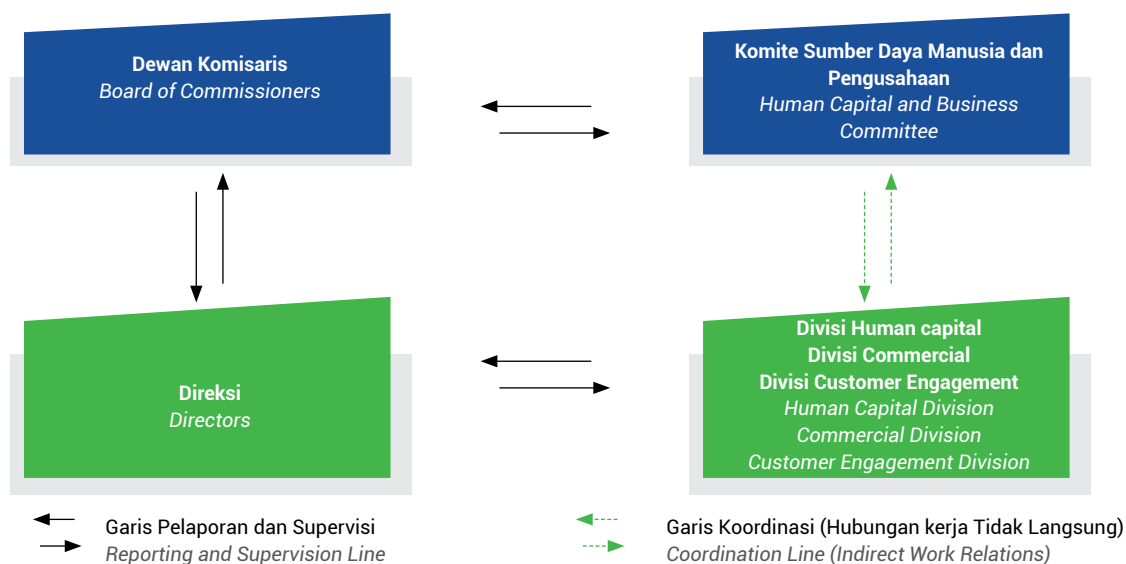 Dewan Komisaris
Board of Commissioners
Komite Sumber Daya Manusia dan
Pengusahaan
Human Capital and Business
Committee
Direksi
Directors
Divisi Human capital
Divisi Commercial
Divisi Customer Engagement
Human Capital Division
Commercial Division
Customer Engagement Division
Garis Pelaporan dan Supervisi
Reporting and Supervision Line
Garis Koordinasi (Hubungan kerja Tidak Langsung)
Coordination Line (Indirect Work Relations)